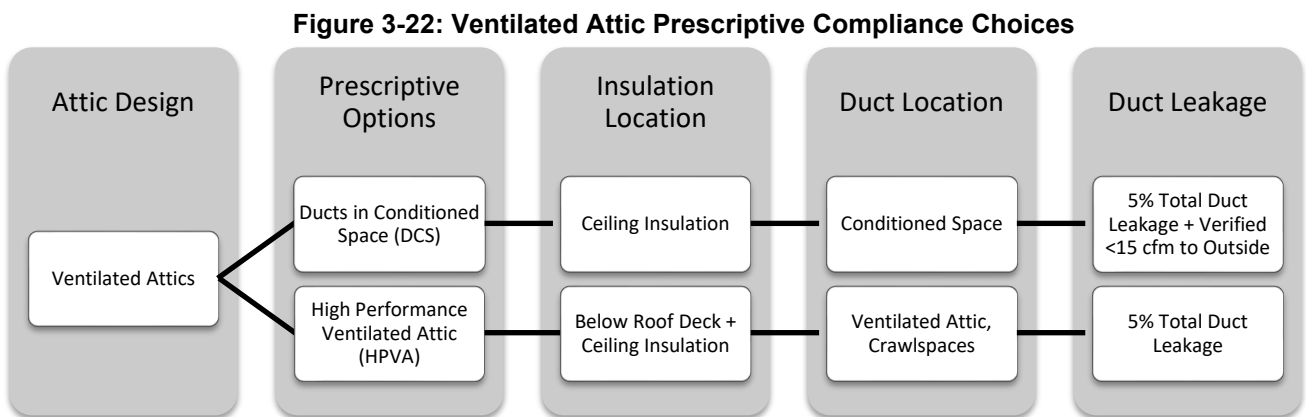 Figure 3-22: Ventilated Attic Prescriptive Compliance Choices
Attic Design
Ventilated Attics
Prescriptive
Options
Ducts in Conditioned
Space (DCS)
High Performance
Ventilated Attic
(HPVA)
Insulation
Location
Ceiling Insulation
Below Roof Deck +
Ceiling Insulation
Duct Location
Conditioned Space
Ventilated Attic,
Crawlspaces
Duct Leakage
5% Total Duct
Leakage + Verified
<15 cfm to Outside
5% Total Duct
Leakage